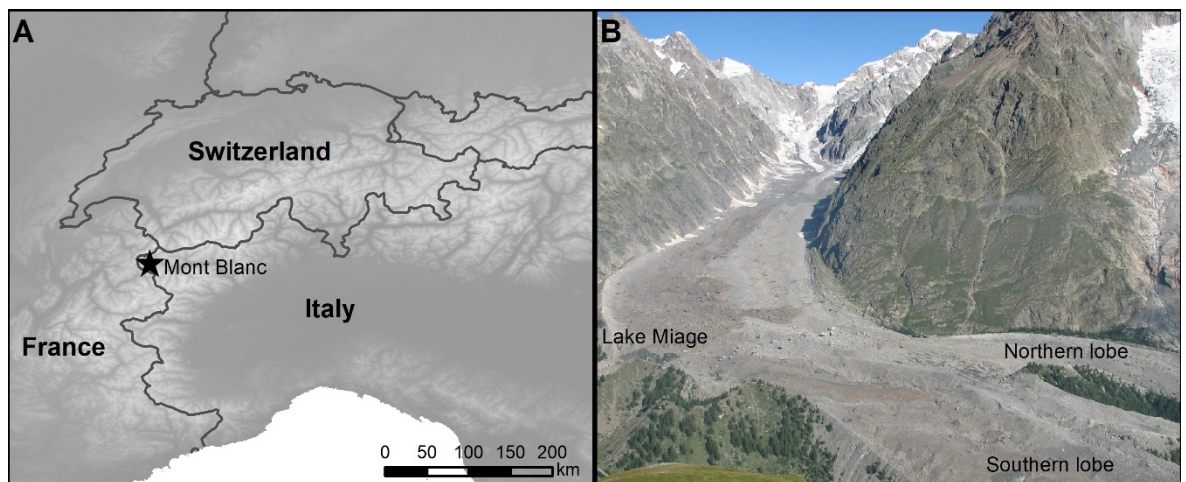 A
Switzerland
Mont Blanc
Italy
France
0 50 100 150 200
km
B
Lake Miage
Northern lobe
Southern lobe